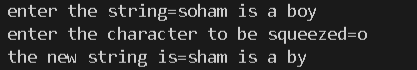 enter the string=soham is a boy
enter the character to be squeezed=o
the new string is=sham is a by